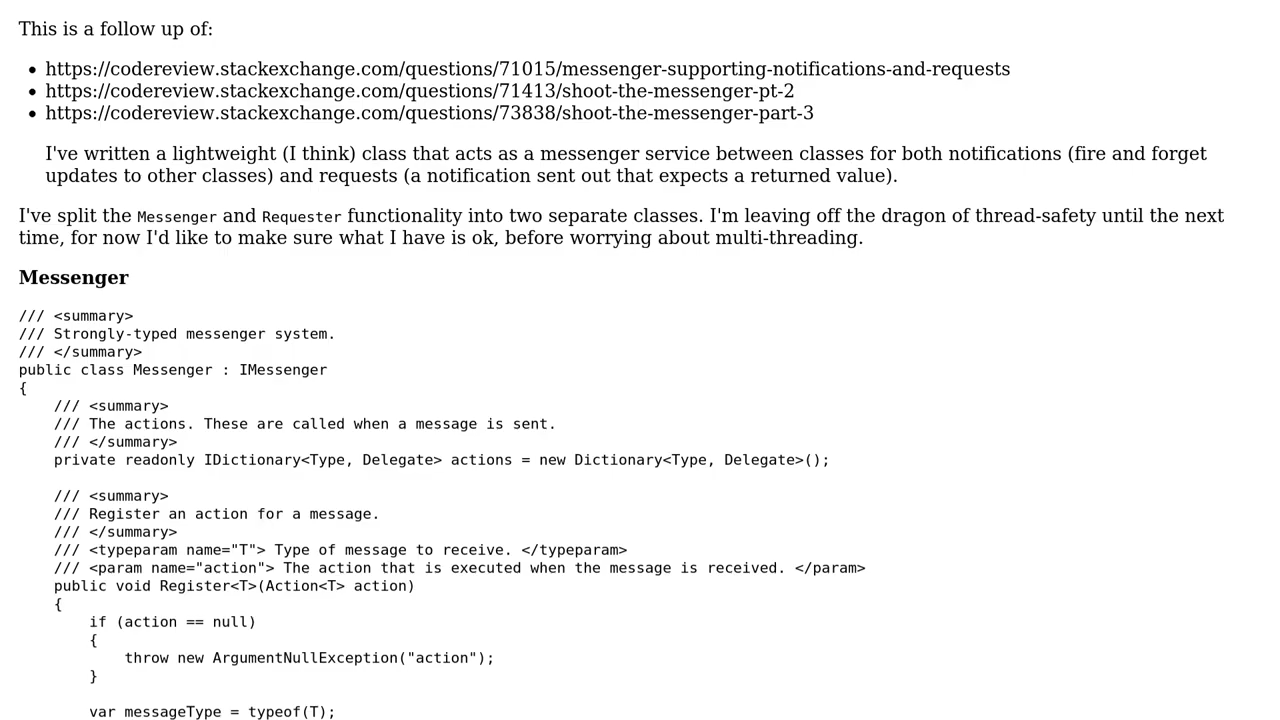 This is a follow up of:
• https://codereview.stackexchange.com/questions/71015/messenger-supporting-notifications-and-requests
• https://codereview.stackexchange.com/questions/71413/shoot-the-messenger-pt-2
• https://codereview.stackexchange.com/questions/73838/shoot-the-messenger-part-3
I've written a lightweight (I think) class that acts as a messenger service between classes for both notifications (fire and forget
updates to other classes) and requests (a notification sent out that expects a returned value).
I've split the Messenger and Requester functionality into two separate classes. I'm leaving off the dragon of thread-safety until the next
time, for now I'd like to make sure what I have is ok, before worrying about multi-threading.
Messenger
/// <summary>
/// Strongly-typed messenger system.
/// </summary>
public class Messenger : IMessenger
{
    /// <summary>
    /// The actions. These are called when a message is sent.
    /// </summary>
    private readonly IDictionary<Type, Delegate> actions = new Dictionary<Type, Delegate>();
    /// <summary>
    /// Register an action for a message.
    /// </summary>
    /// <typeparam name="T"> Type of message to receive. </typeparam>
    /// <param name="action"> The action that is executed when the message is received. </param>
    public void Register<T>(Action<T> action)
    {
        if (action == null)
        {
            throw new ArgumentNullException("action");
        }
        var messageType = typeof(T);